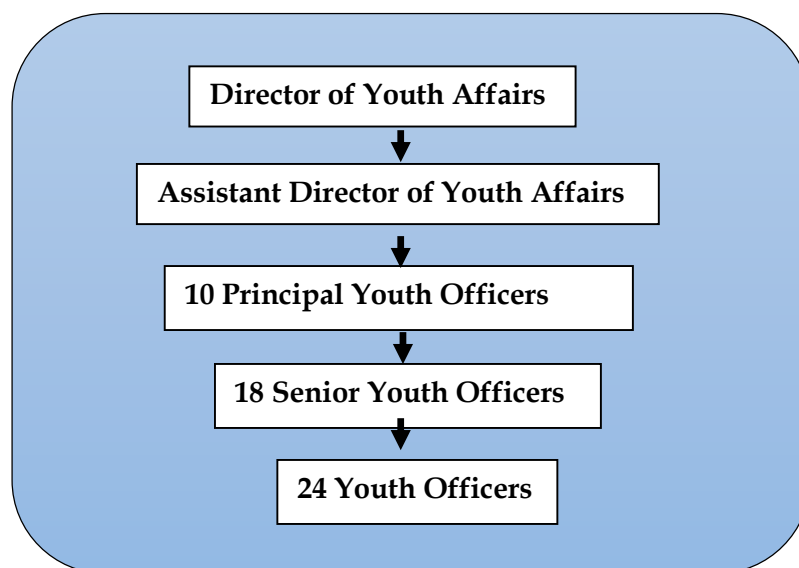 Director of Youth Affairs
Assistant Director of Youth Affairs
10 Principal Youth Officers
18 Senior Youth Officers
24 Youth Officers